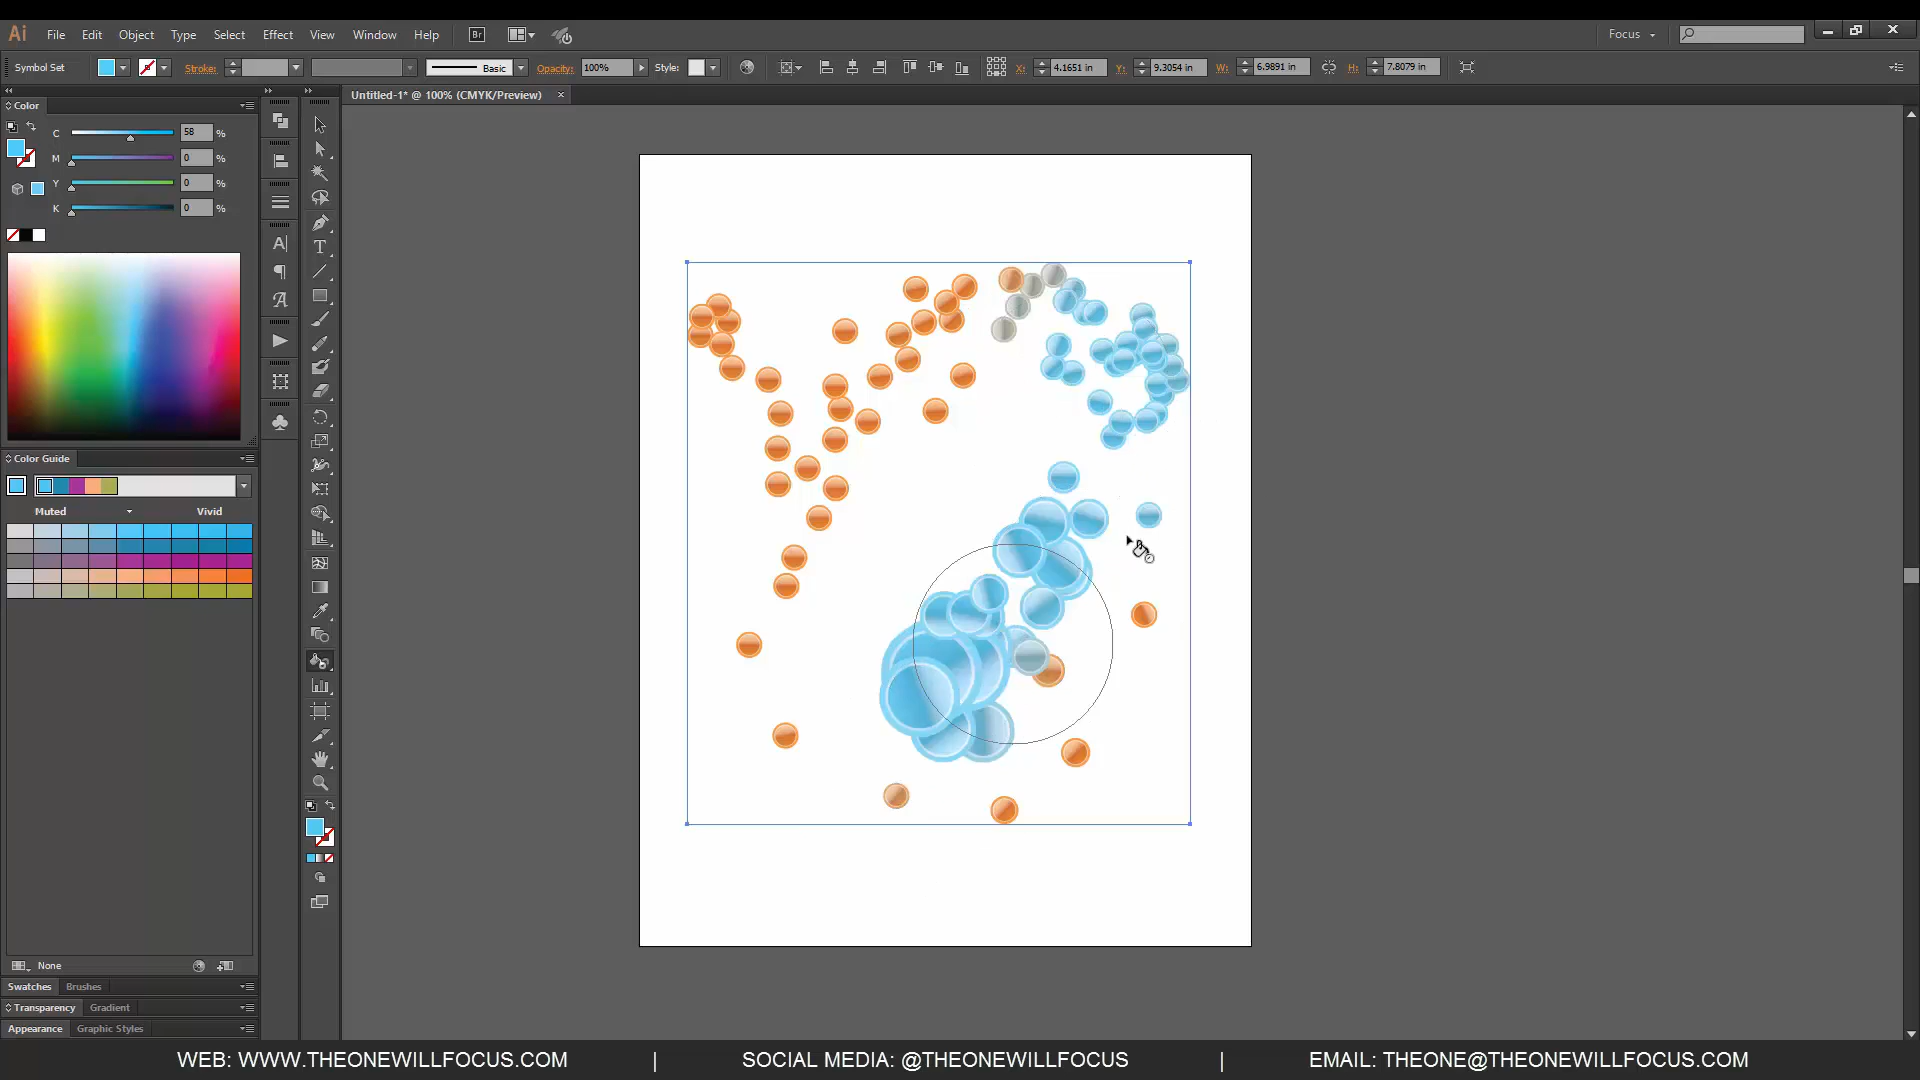 Ai File Edit Object Type Select Effect View Window Help Br Focus
Symbol Set Stroke: Basic Opacity: 100% Style: X: 4.1651 in Y: 9.3054 in W: 6.9891 in H: 7.8079 in
Untitled-1* @ 100% (CMYK/Preview)
Color
C 58 %
M 0 %
Y 0 %
K 0 %
Color Guide
Muted Vivid
None
Swatches Brushes
Transparency Gradient
Appearance Graphic Styles
WEB: WWW.THEONEWILLFOCUS.COM | SOCIAL MEDIA: @THEONEWILLFOCUS | EMAIL: THEONE@THEONEWILLFOCUS.COM